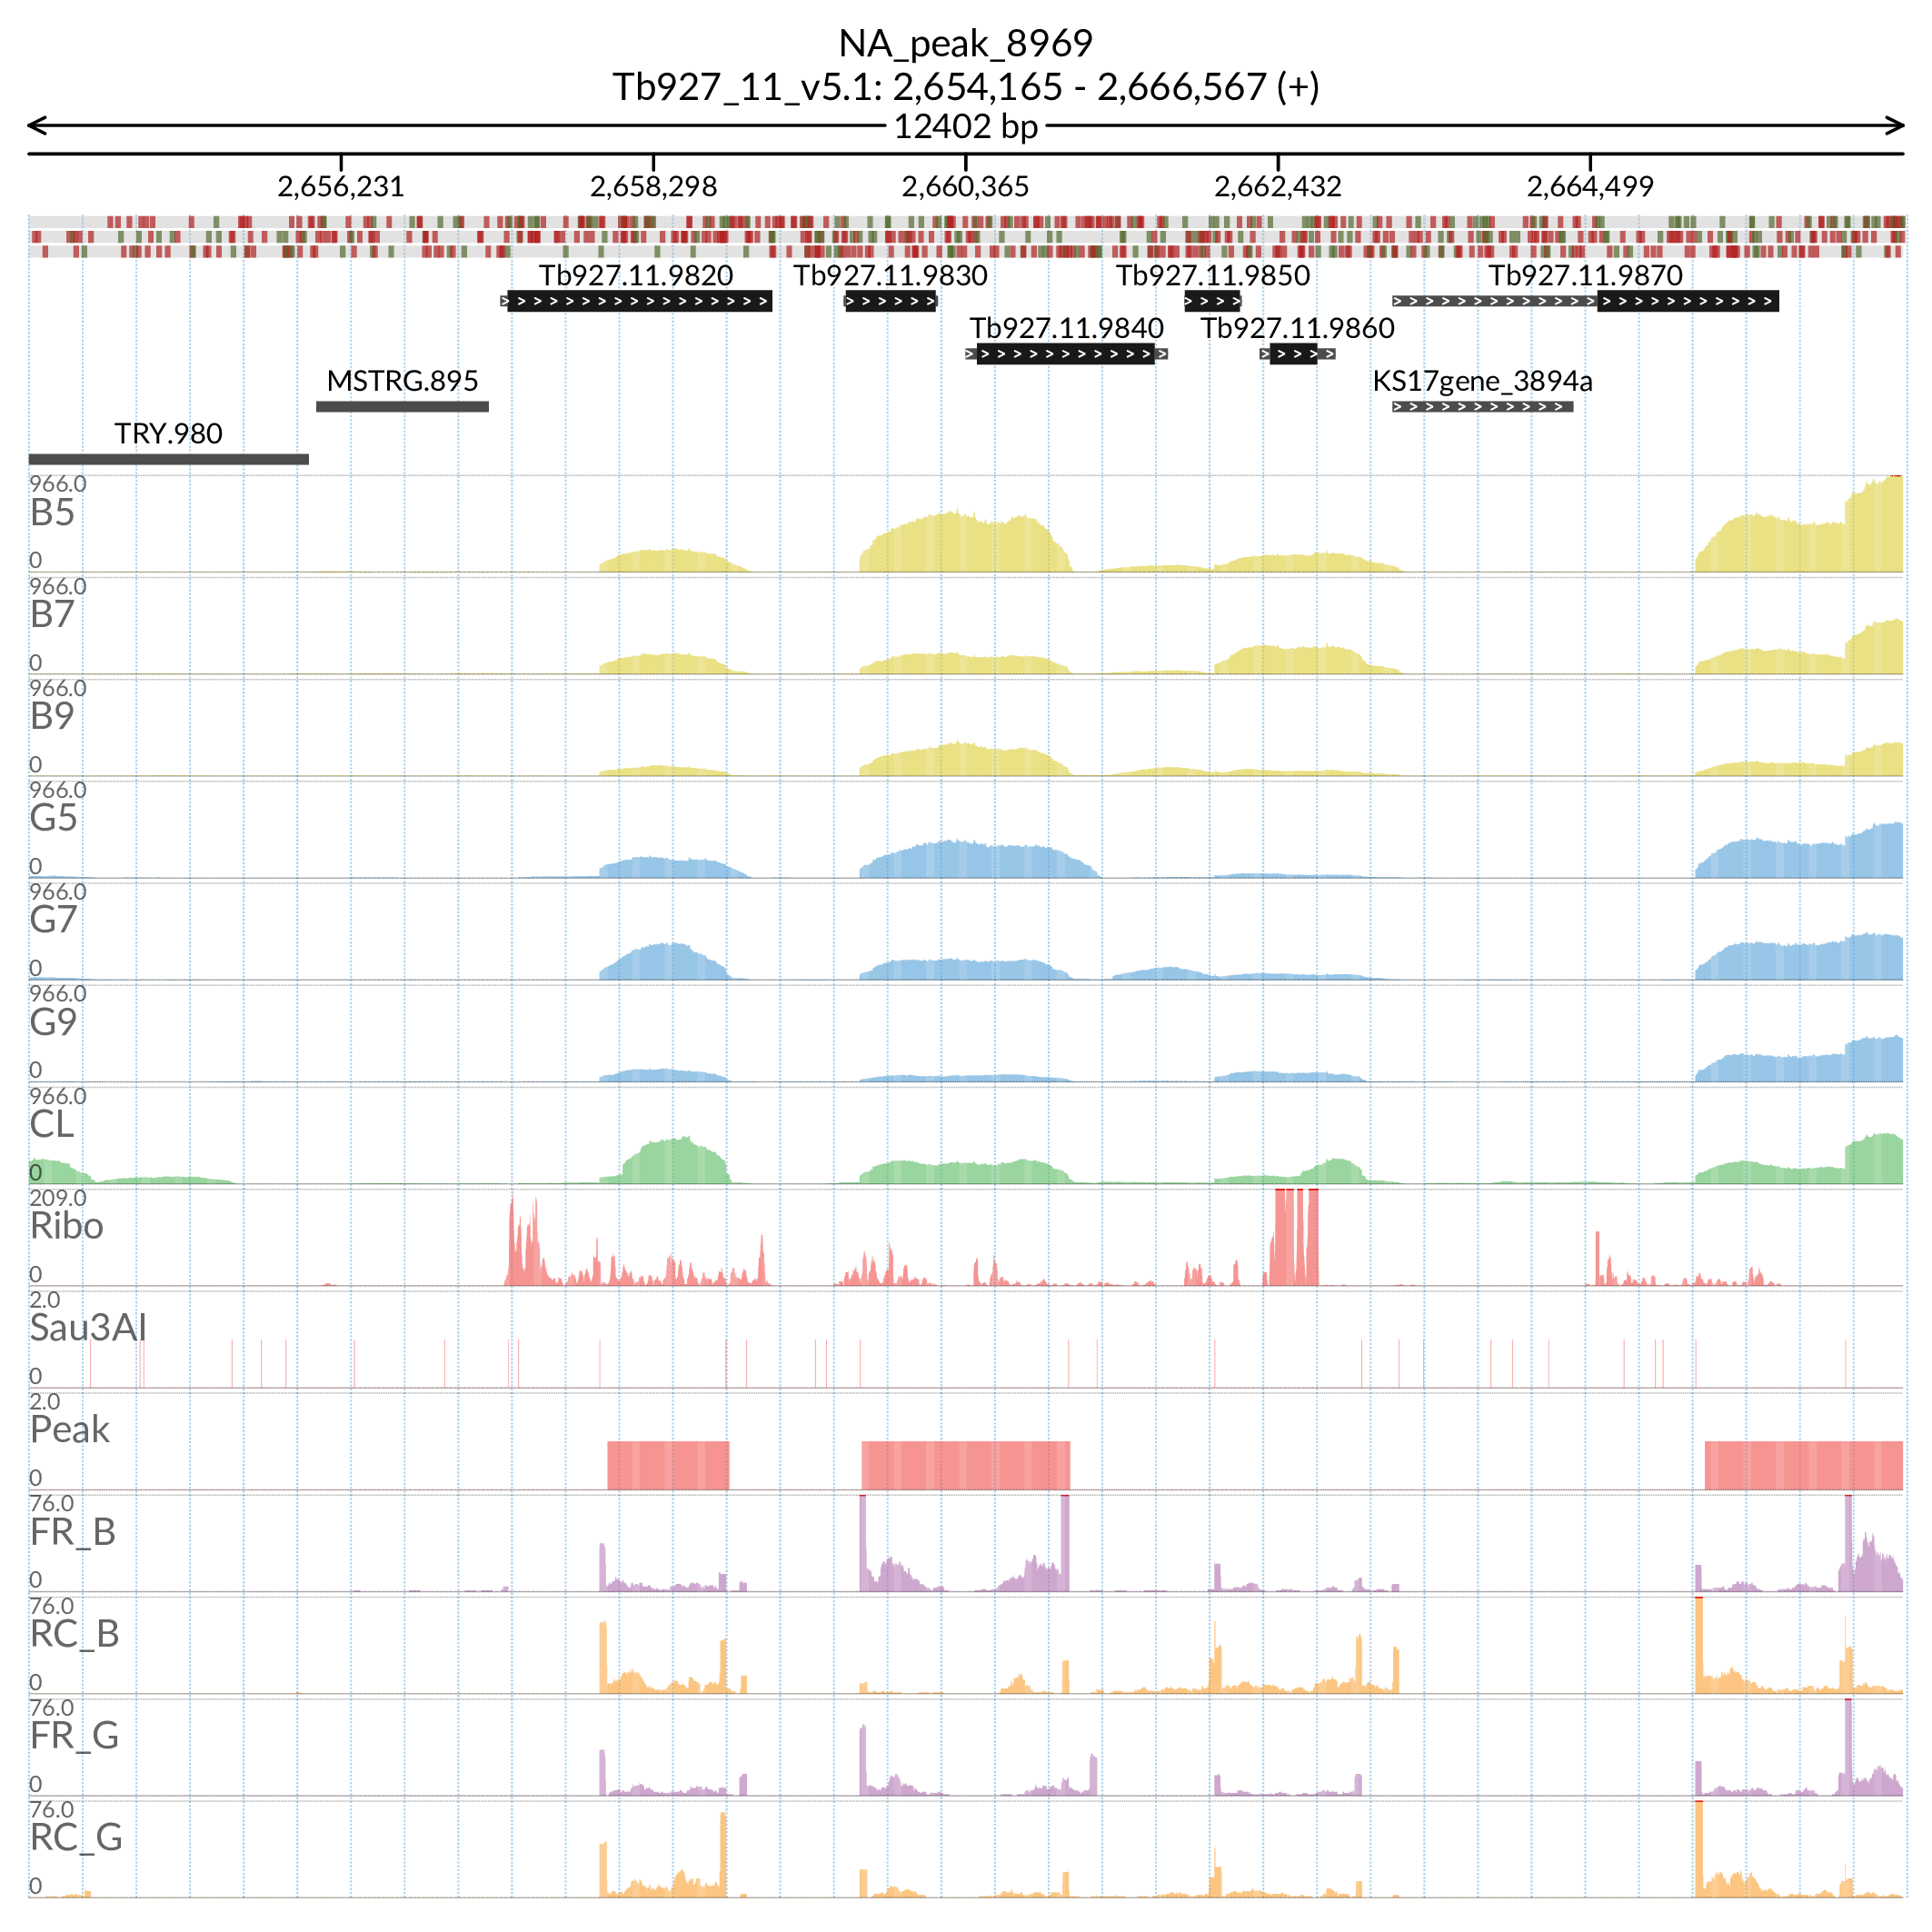 NA_peak_8969
Tb927_11_v5.1: 2,654,165 - 2,666,567 (+)
12402 bp
2,656,231 2,658,298 2,660,365 2,662,432 2,664,499
Tb927.11.9820 Tb927.11.9830 Tb927.11.9850 Tb927.11.9870
Tb927.11.9840 Tb927.11.9860
MSTRG.895 KS17gene_3894a
TRY.980
966.0
B5
0
966.0
B7
0
966.0
B9
0
966.0
G5
0
966.0
G7
0
966.0
G9
0
966.0
CL
0
209.0
Ribo
0
2.0
Sau3AI
0
2.0
Peak
0
76.0
FR_B
0
76.0
RC_B
0
76.0
FR_G
0
76.0
RC_G
0